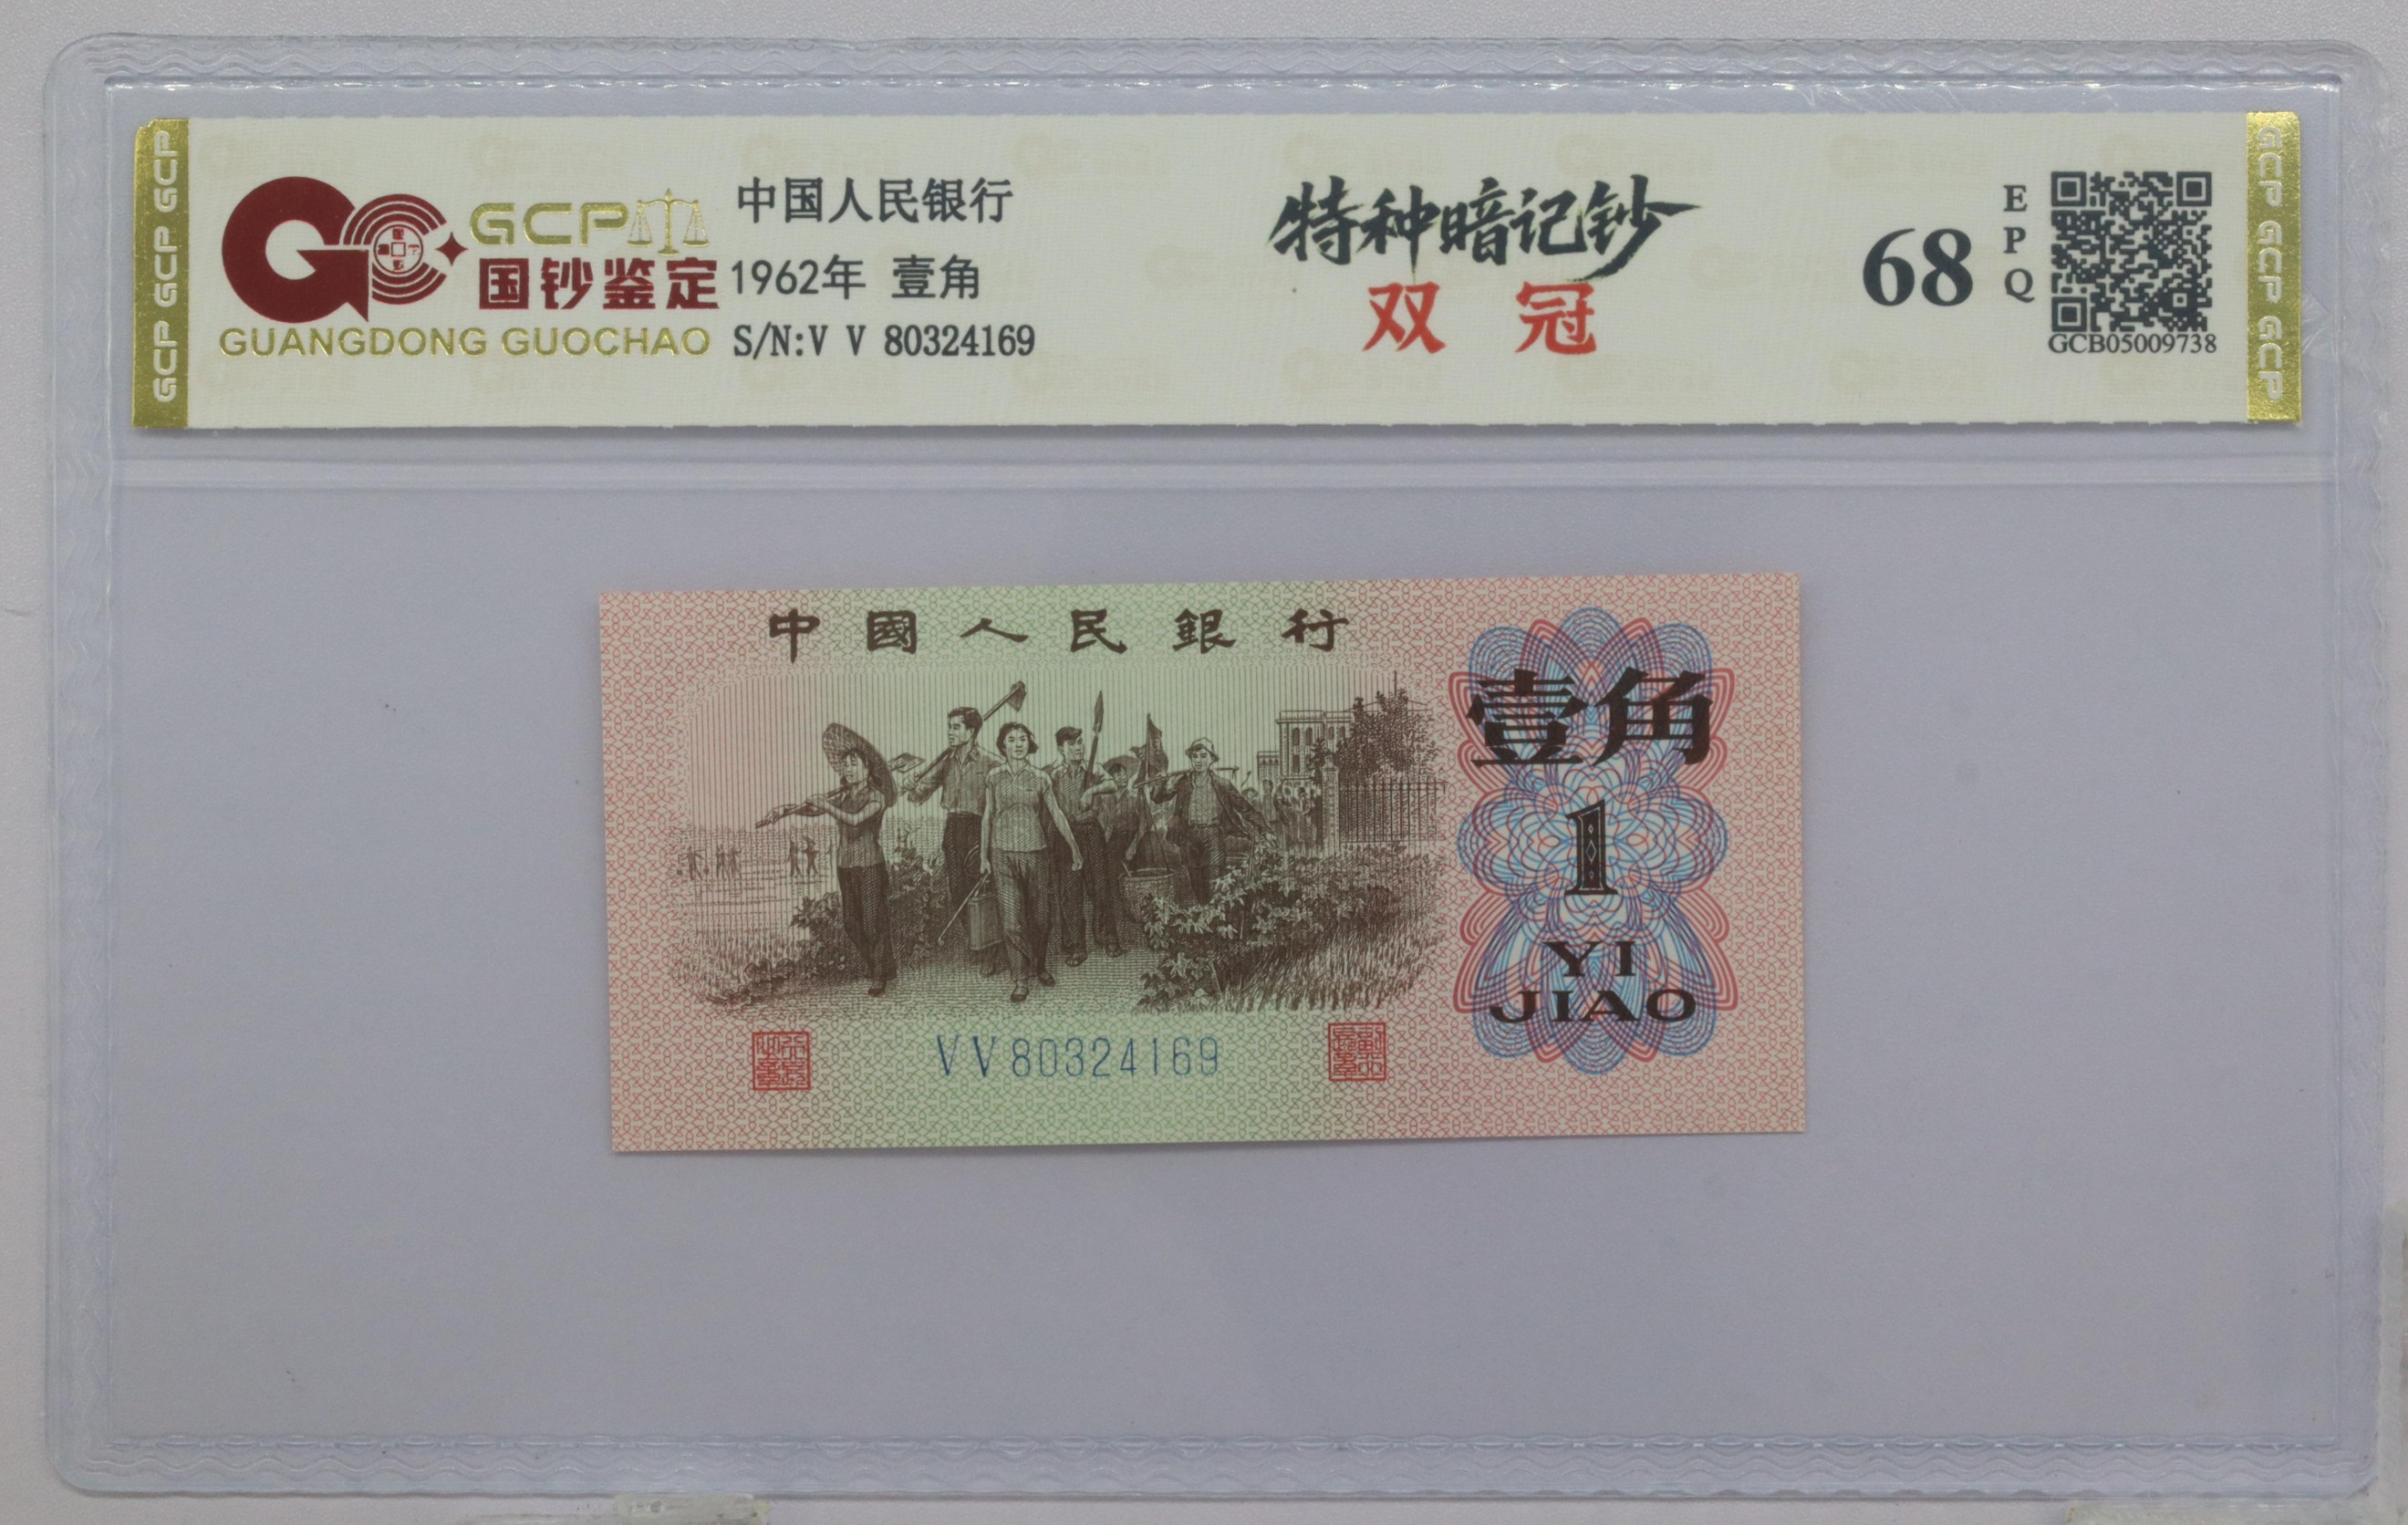 GCP GCP GCP
GCP
国钞鉴定
GUANGDONG GUOCHAO
中国人民银行
1962年 壹角
S/N:V V 80324169
特种暗记钞
双 冠
68
EPQ
GCB05009738
GCP GCP GCP
中國人民銀行
壹角
1
YI
JIAO
VV80324169